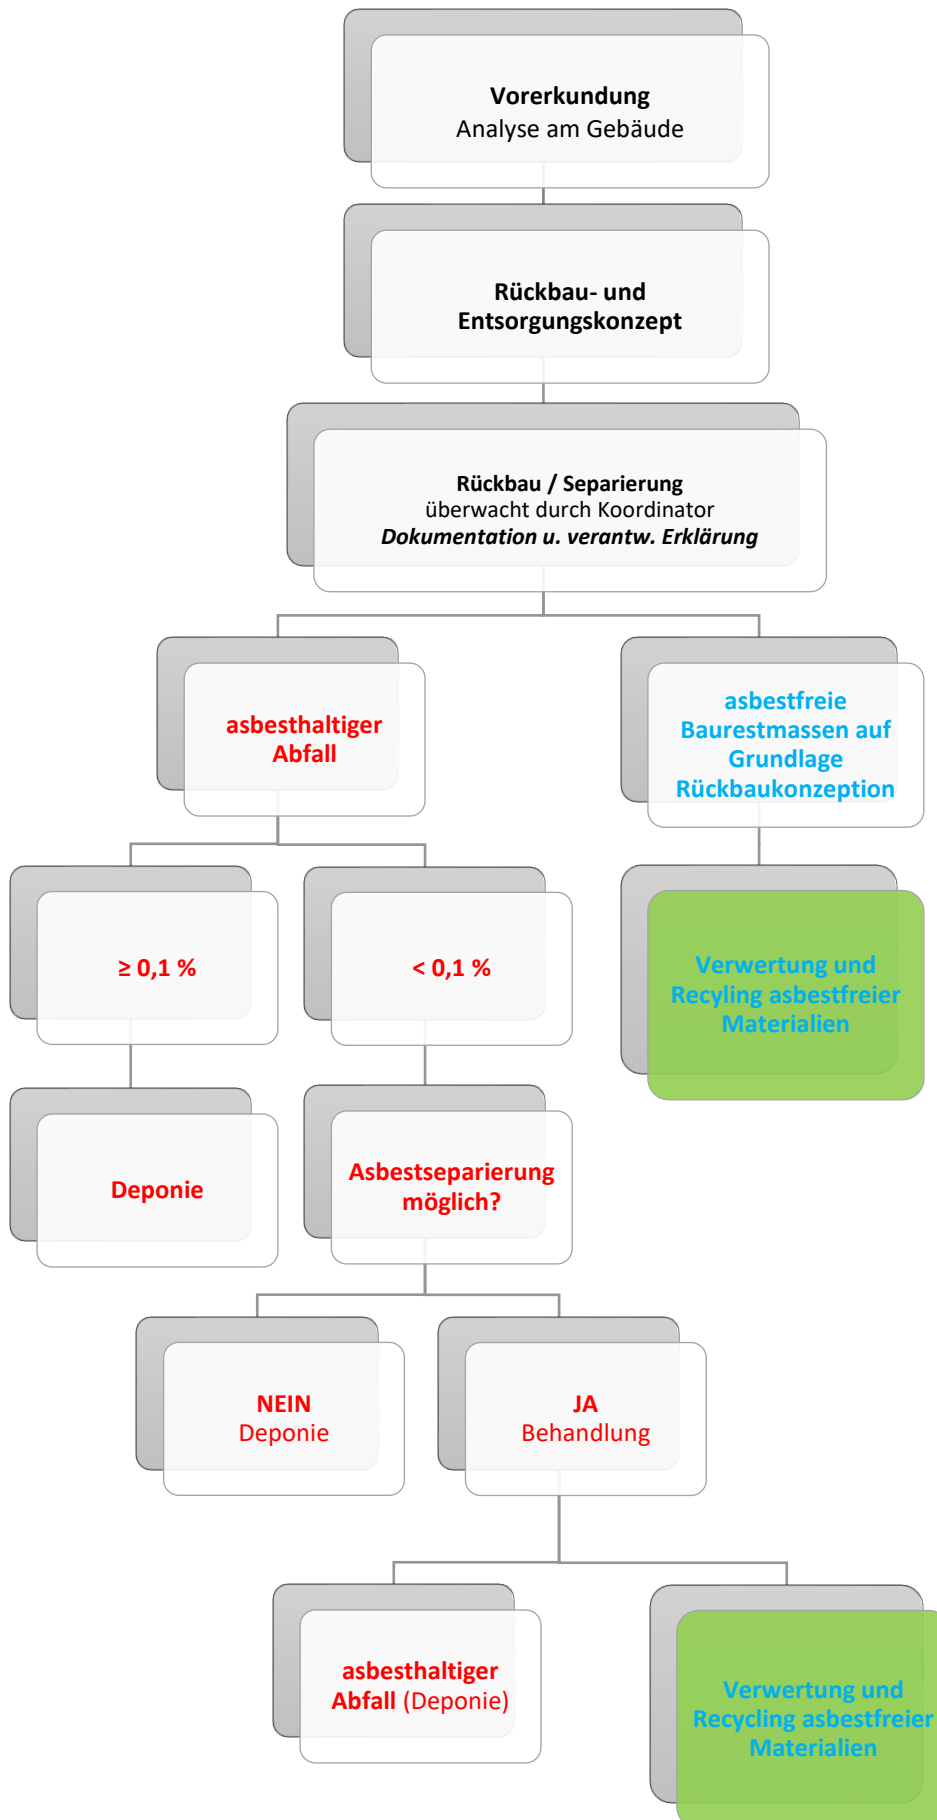 Vorerkundung
Analyse am Gebäude
Rückbau- und
Entsorgungskonzept
Rückbau / Separierung
überwacht durch Koordinator
Dokumentation u. verantw. Erklärung
asbesthaltiger
Abfall
asbestfreie
Baurestmassen auf
Grundlage
Rückbaukonzeption
≥ 0,1 %
< 0,1 %
Verwertung und
Recyling asbestfreier
Materialien
Deponie
Asbestseparierung
möglich?
NEIN
Deponie
JA
Behandlung
asbesthaltiger
Abfall (Deponie)
Verwertung und
Recycling asbestfreier
Materialien